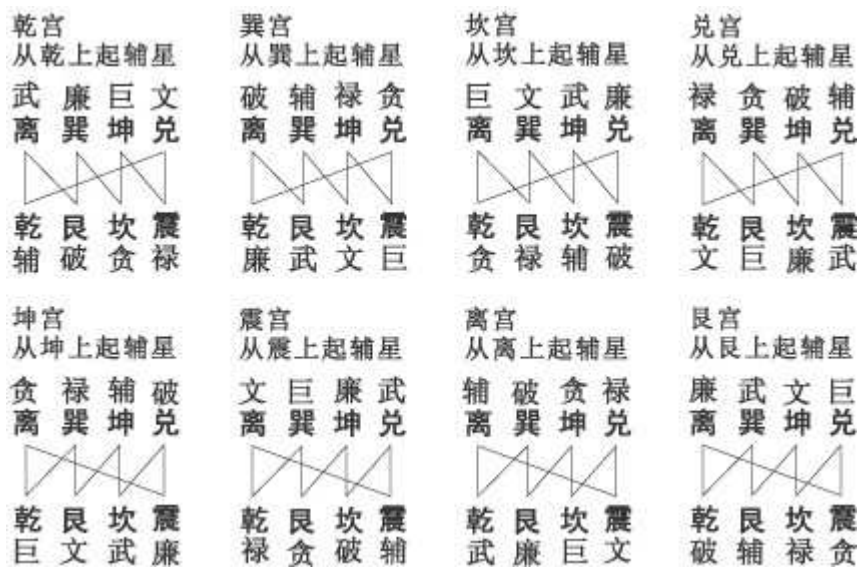 乾宫
从乾上起辅星
武 廉 巨 文
离 巽 坤 兑
乾 艮 坎 震
辅 破 贪 禄
巽宫
从巽上起辅星
破 辅 禄 贪
离 巽 坤 兑
乾 艮 坎 震
廉 武 文 巨
坎宫
从坎上起辅星
巨 文 武 廉
离 巽 坤 兑
乾 艮 坎 震
贪 禄 辅 破
兑宫
从兑上起辅星
禄 贪 破 辅
离 巽 坤 兑
乾 艮 坎 震
文 巨 廉 武
坤宫
从坤上起辅星
贪 禄 辅 破
离 巽 坤 兑
乾 艮 坎 震
巨 文 武 廉
震宫
从震上起辅星
文 巨 廉 武
离 巽 坤 兑
乾 艮 坎 震
禄 贪 破 辅
离宫
从离上起辅星
辅 破 贪 禄
离 巽 坤 兑
乾 艮 坎 震
武 廉 巨 文
艮宫
从艮上起辅星
廉 武 文 巨
离 巽 坤 兑
乾 艮 坎 震
破 辅 禄 贪